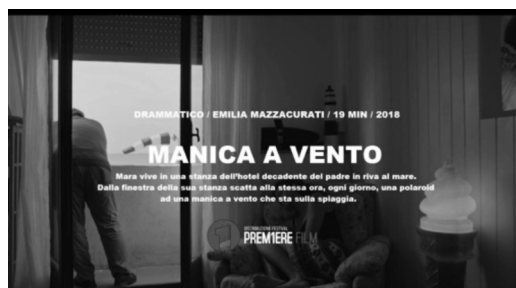 DRAMMATICO / EMILIA MAZZACURATI / 19 MIN / 2018
MANICA A VENTO
Mara vive in una stanza dell'hotel decadente del padre in riva al mare.
Dalla finestra della sua stanza scatta alla stessa ora, ogni giorno, una polaroid
ad una manica a vento che sta sulla spiaggia.
DISTRIBUZIONE FESTIVAL
PREM1ERE FILM